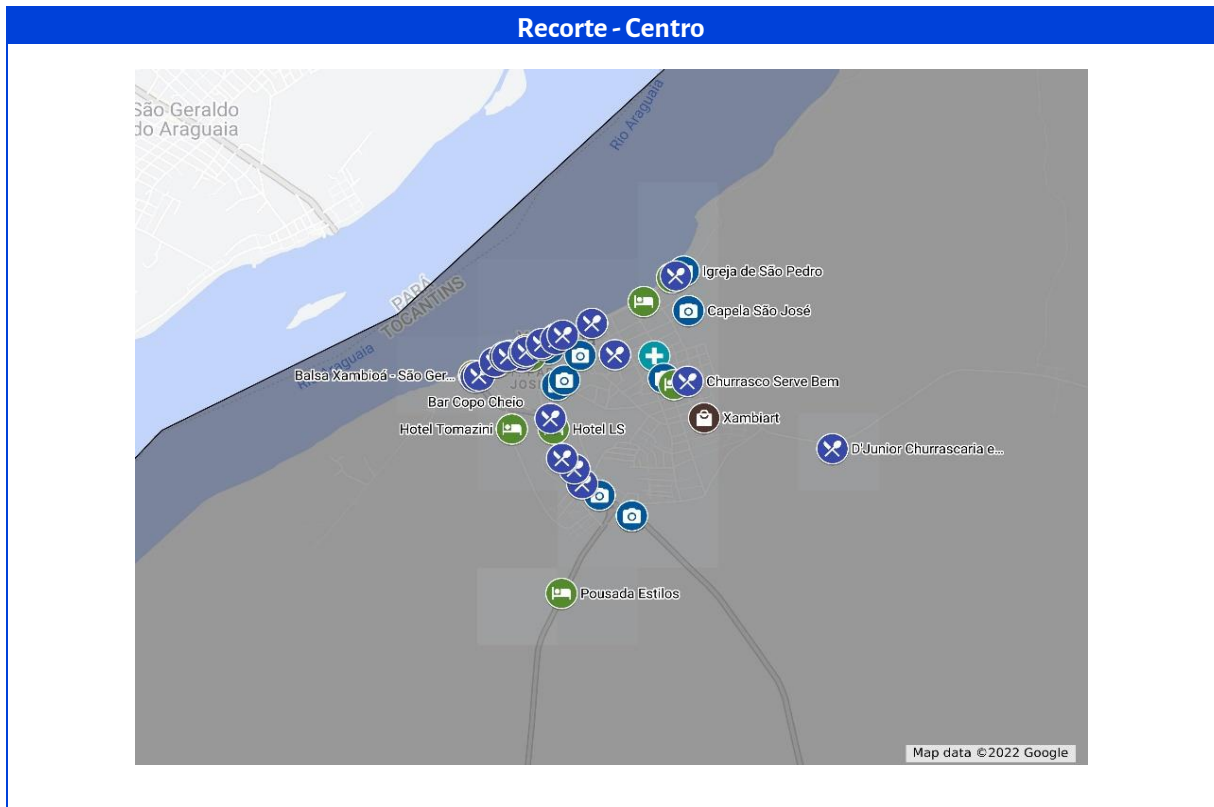 Recorte - Centro
São Geraldo
do Araguaia
Rio Araguaia
Igreja de São Pedro
Capela São José
PARÁ
TOCANTINS
Rio Araguaia
Balsa Xambioá - São Ger...
Churrasco Serve Bem
Bar Copo Cheio
Xambiart
Hotel Tomazini
Hotel LS
D'Junior Churrascaria e...
Pousada Estilos
Map data ©2022 Google